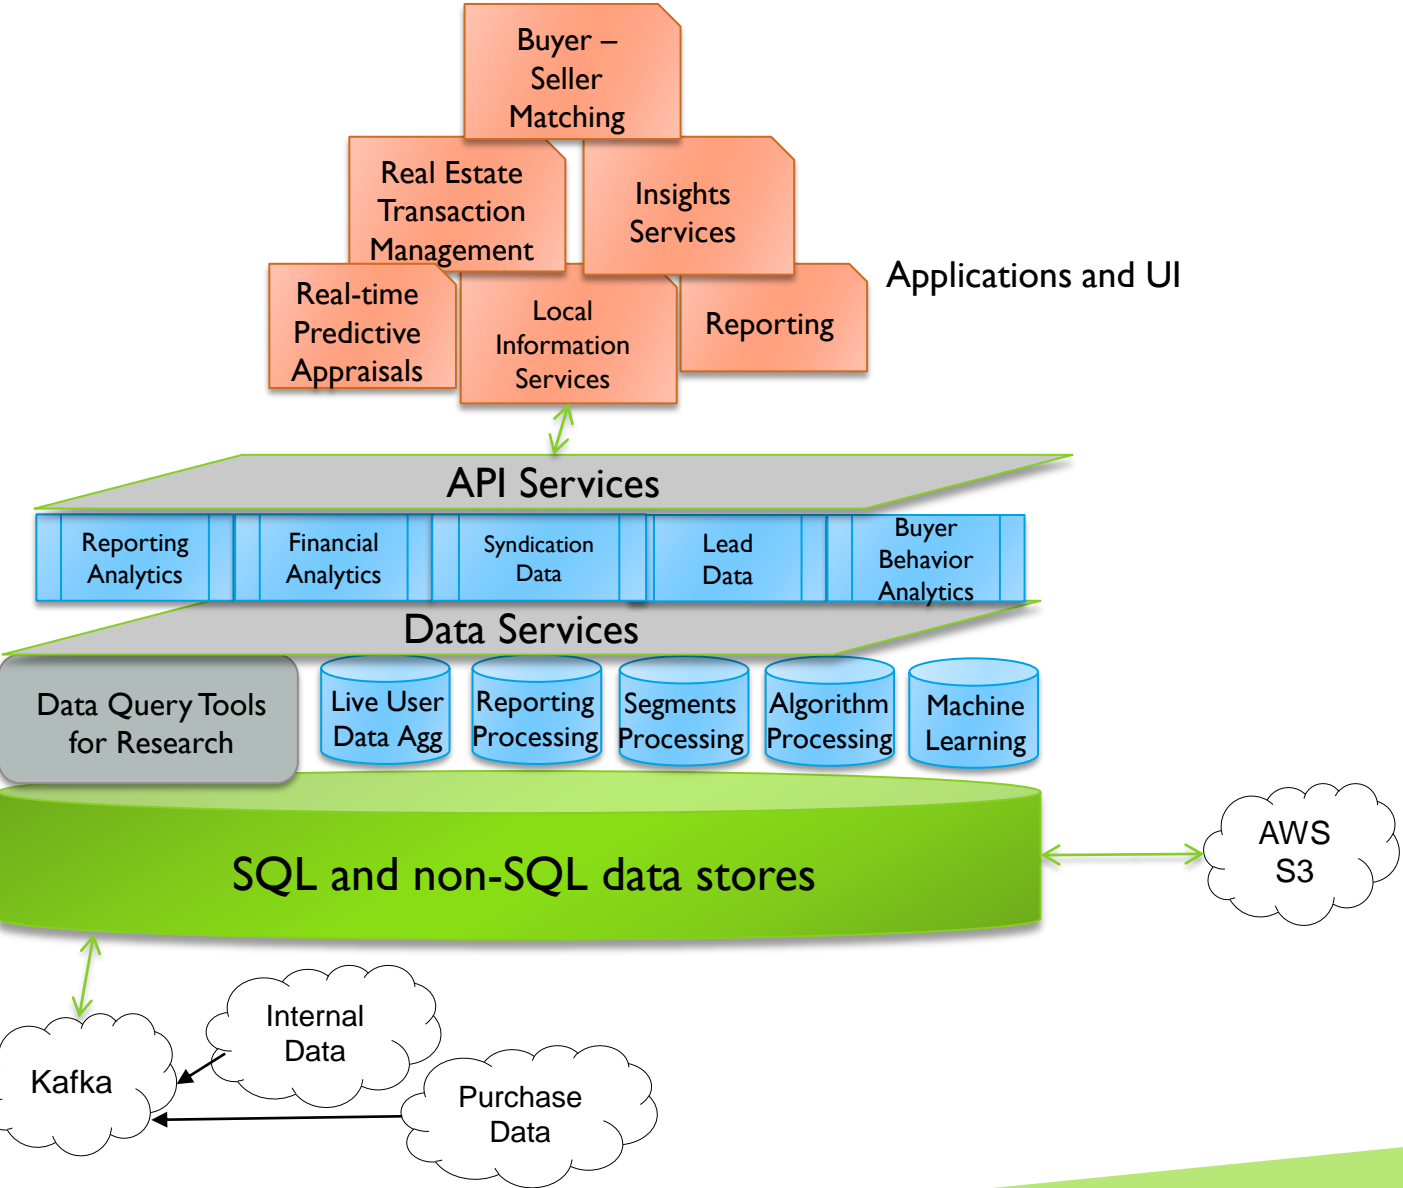 Buyer –
Seller
Matching
Real Estate
Transaction
Management
Insights
Services
Applications and UI
Real-time
Predictive
Appraisals
Local
Information
Services
Reporting
API Services
Reporting
Analytics
Financial
Analytics
Syndication
Data
Lead
Data
Buyer
Behavior
Analytics
Data Services
Data Query Tools
for Research
Live User
Data Agg
Reporting
Processing
Segments
Processing
Algorithm
Processing
Machine
Learning
SQL and non-SQL data stores
AWS
S3
Internal
Data
Kafka
Purchase
Data